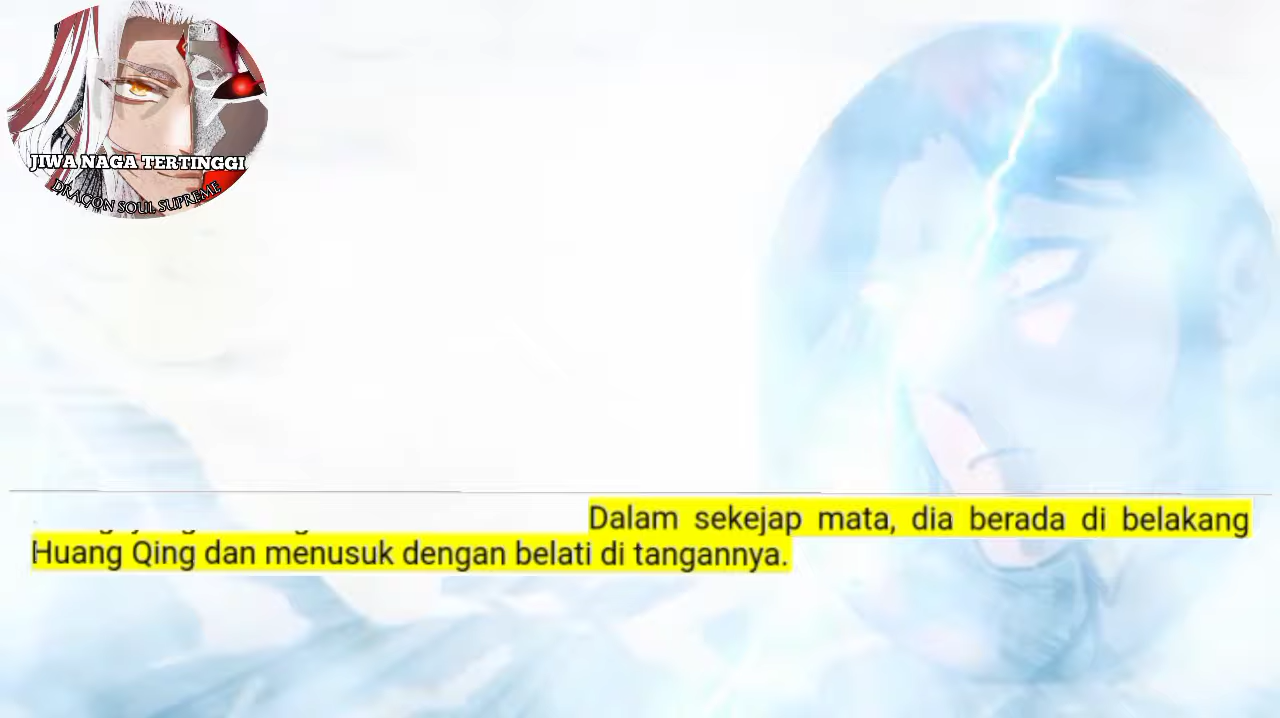 JIWA NAGA TERTINGGI
DRAGON SOUL SUPREME
Dalam sekejap mata, dia berada di belakang
Huang Qing dan menusuk dengan belati di tangannya.